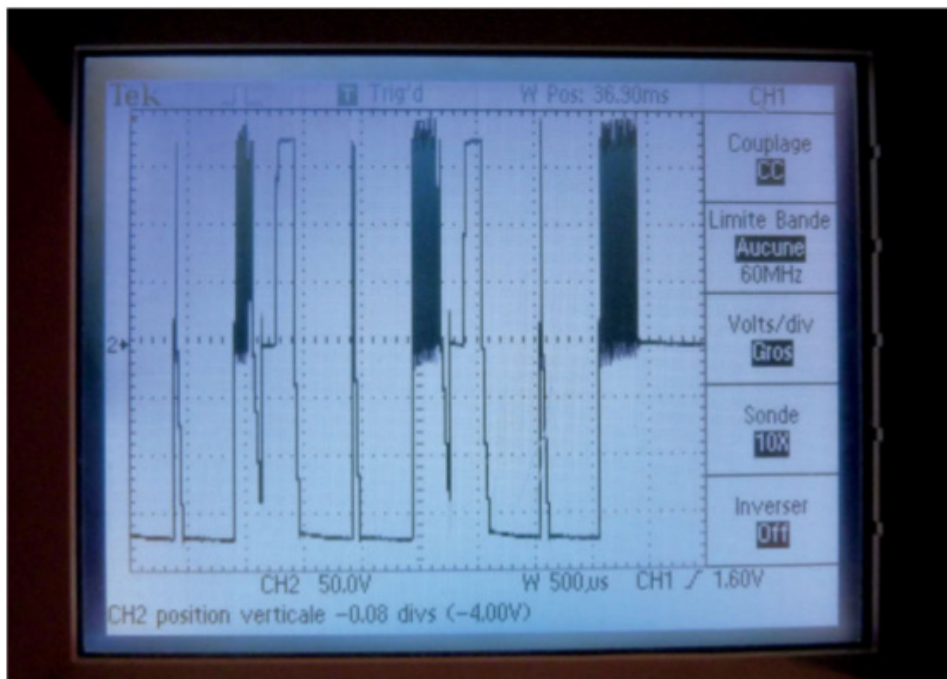 Tek T Trig'd W Pos: 36.90ms CH1
Couplage
CC
Limite Bande
Aucune
60MHz
Volts/div
Gros
2
Sonde
10X
Inverser
Off
CH2 50.0V W 500µs CH1 1.60V
CH2 position verticale -0.08 divs (-4.00V)